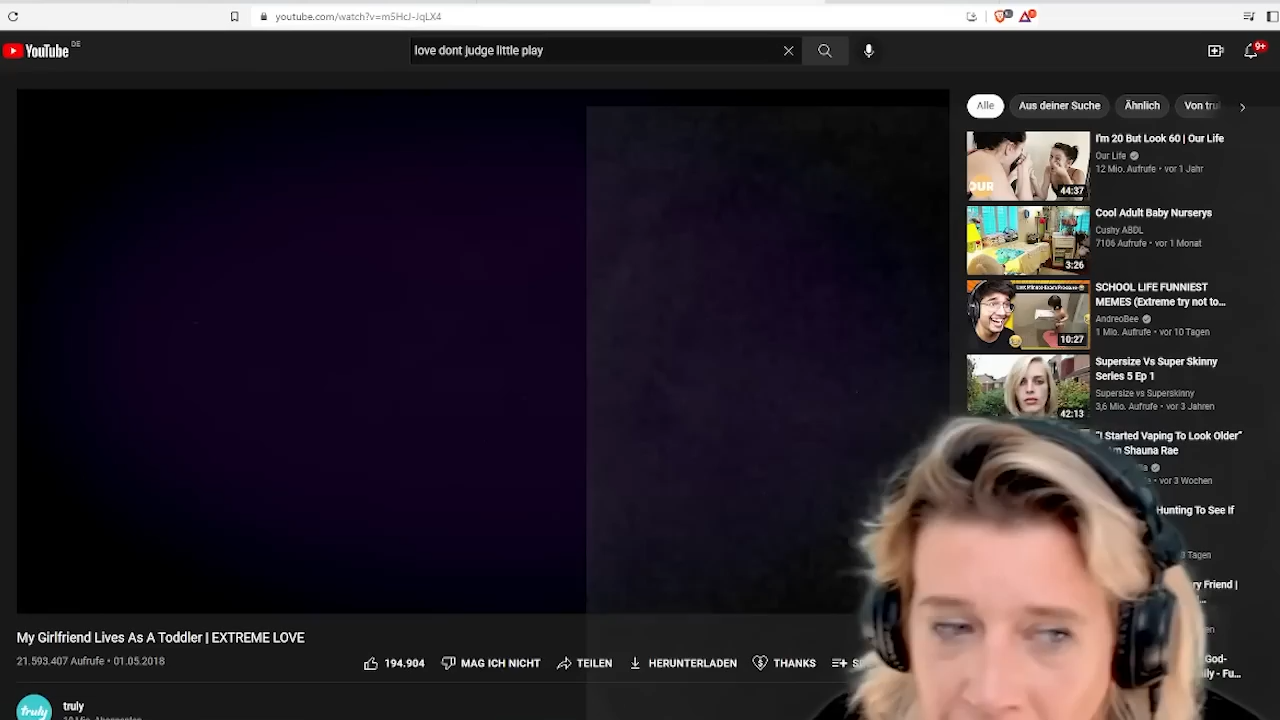 youtube.com/watch?v=m5HcJ-JqLX4
YouTube DE
love dont judge little play
9+
Alle
Aus deiner Suche
Ähnlich
Von tru
I'm 20 But Look 60 | Our Life
Our Life
12 Mio. Aufrufe • vor 1 Jahr
OUR
44:37
Cool Adult Baby Nurserys
Cushy ABDL
7106 Aufrufe • vor 1 Monat
3:26
SCHOOL LIFE FUNNIEST
MEMES (Extreme try not to...
AndreoBee
1 Mio. Aufrufe • vor 10 Tagen
10:27
Supersize Vs Super Skinny
Series 5 Ep 1
Supersize vs Superskinny
3,6 Mio. Aufrufe • vor 3 Jahren
42:13
"I Started Vaping To Look Older"
Shauna Rae
vor 3 Wochen
Hunting To See If
Tagen
Friend |
God-
- Fu...
My Girlfriend Lives As A Toddler | EXTREME LOVE
21.593.407 Aufrufe • 01.05.2018
194.904
MAG ICH NICHT
TEILEN
HERUNTERLADEN
THANKS
truly
truly